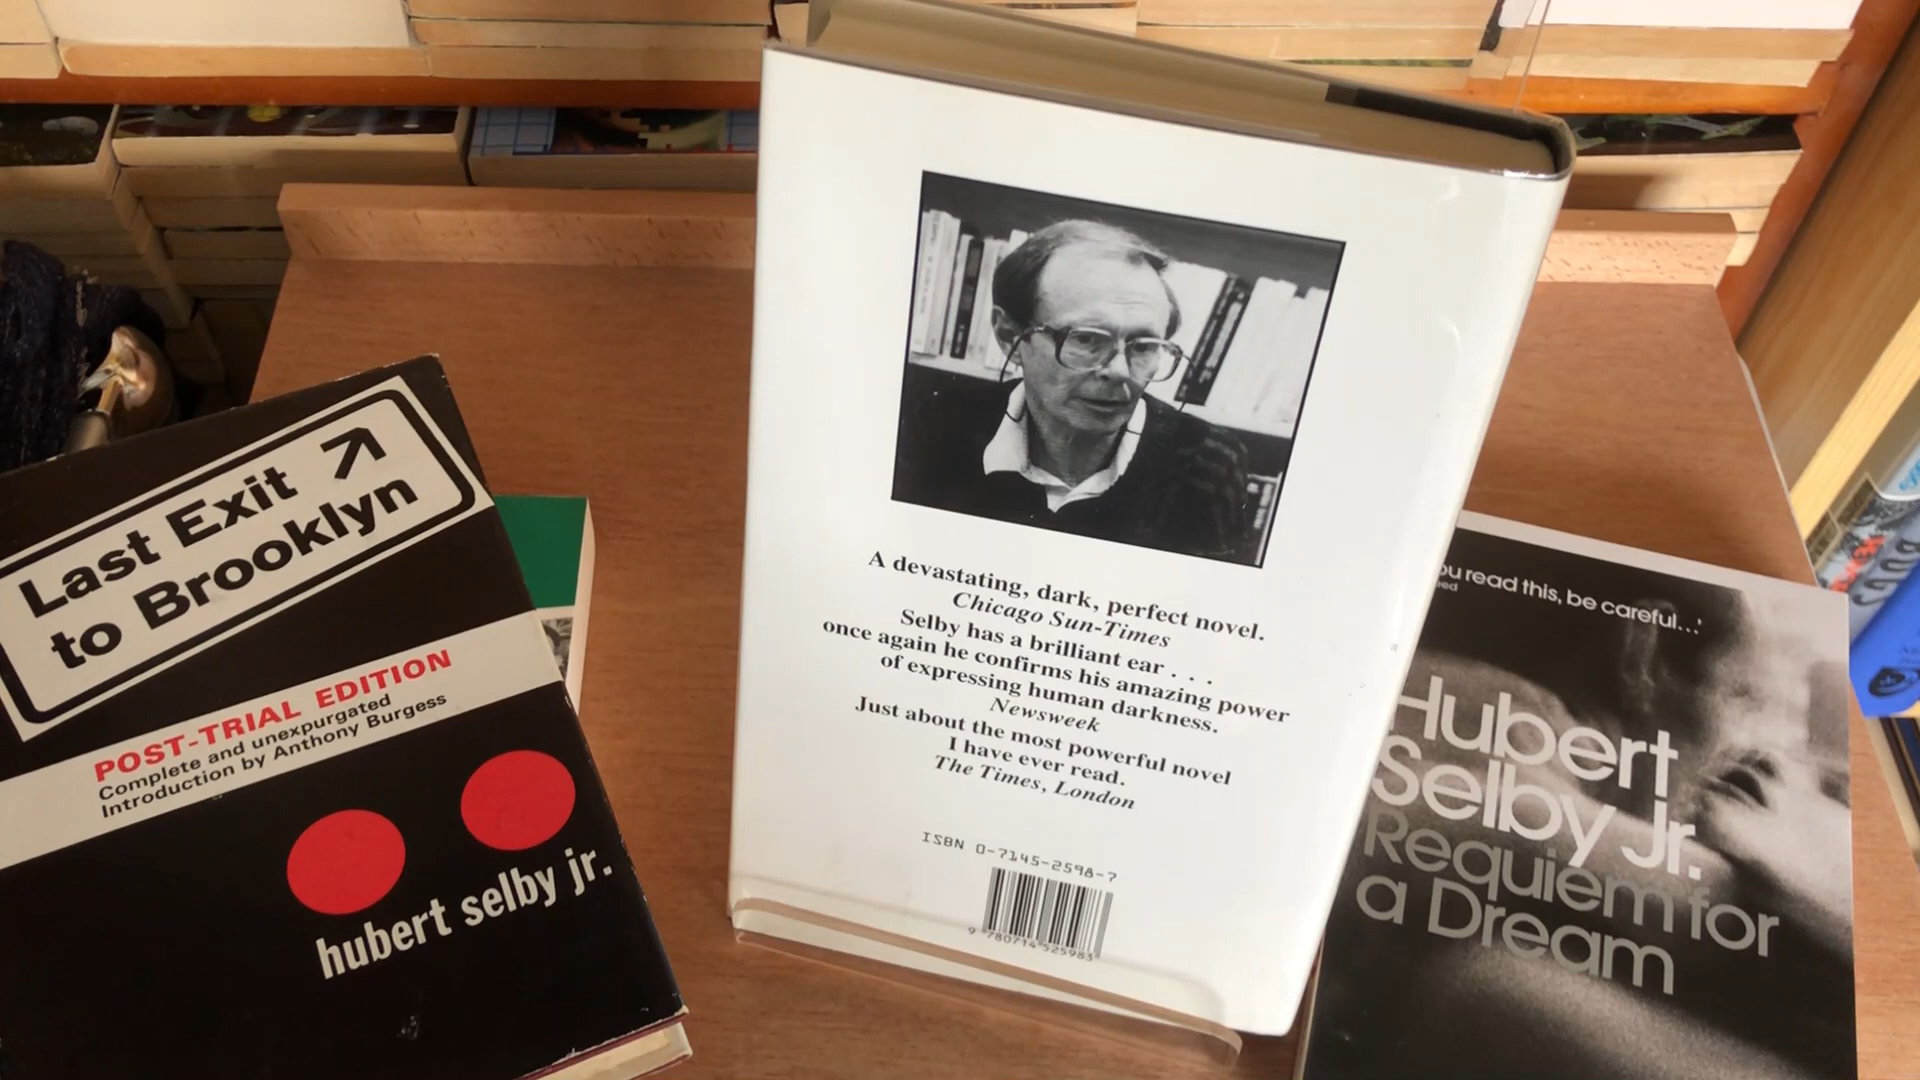 Last Exit
to Brooklyn
POST-TRIAL EDITION
Complete and unexpurgated
Introduction by Anthony Burgess
hubert selby jr.
A devastating, dark, perfect novel.
Chicago Sun-Times
Selby has a brilliant ear . . .
once again he confirms his amazing power
of expressing human darkness.
Newsweek
Just about the most powerful novel
I have ever read.
The Times, London
ISBN 0-7145-2598-7
9 780714 525983
read this, be careful...'
Hubert
Selby Jr.
Requiem for
a Dream